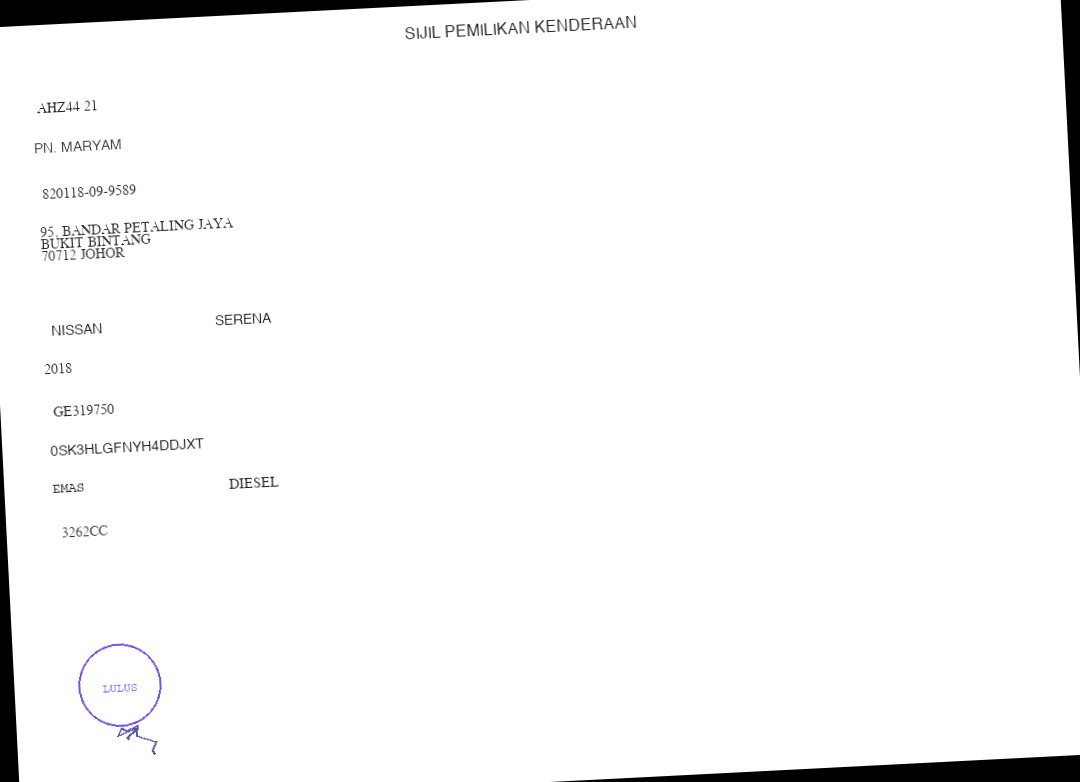 SIJIL PEMILIKAN KENDERAAN
AHZ44 21
PN. MARYAM
820118-09-9589
95, BANDAR PETALING JAYA
BUKIT BINTANG
70712 JOHOR
NISSAN SERENA
2018
GE319750
0SK3HLGFNYH4DDJXT
EMAS DIESEL
3262CC
LULUS